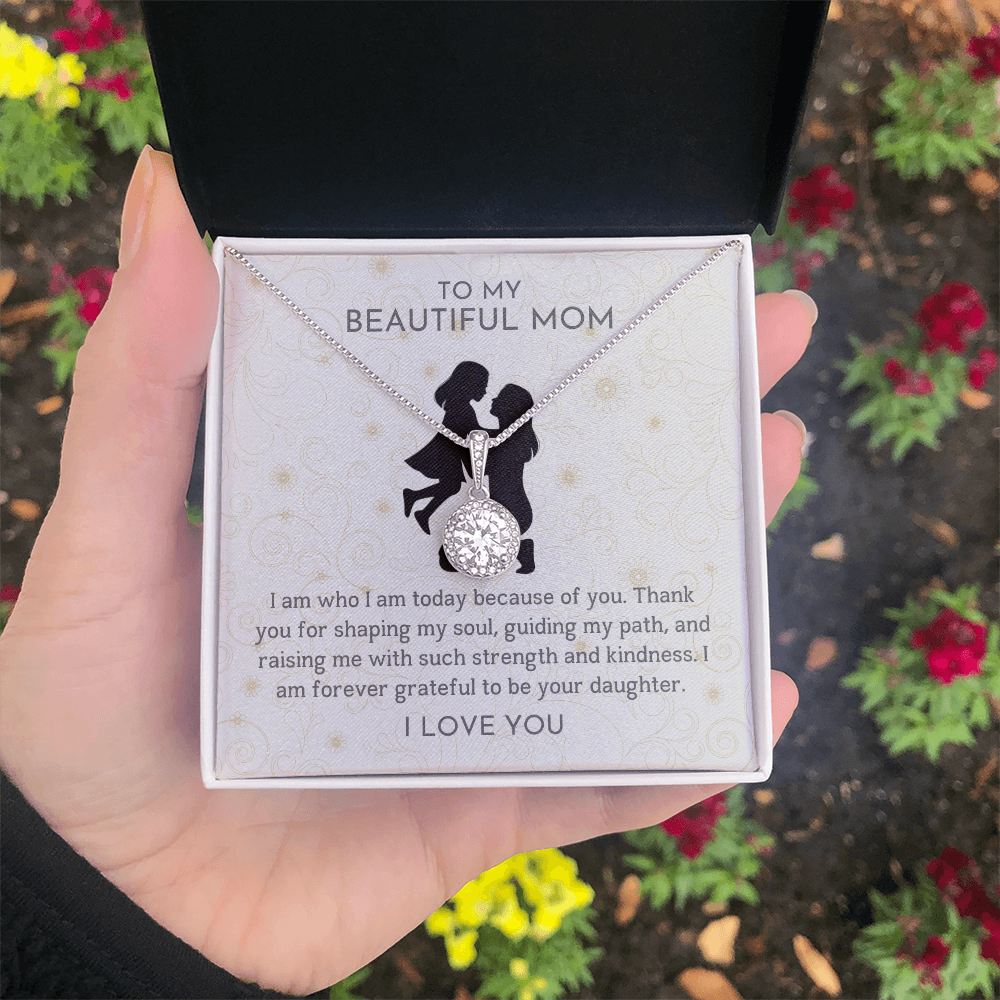 TO MY
BEAUTIFUL MOM
I am who I am today because of you. Thank
you for shaping my soul, guiding my path, and
raising me with such strength and kindness. I
am forever grateful to be your daughter.
I LOVE YOU